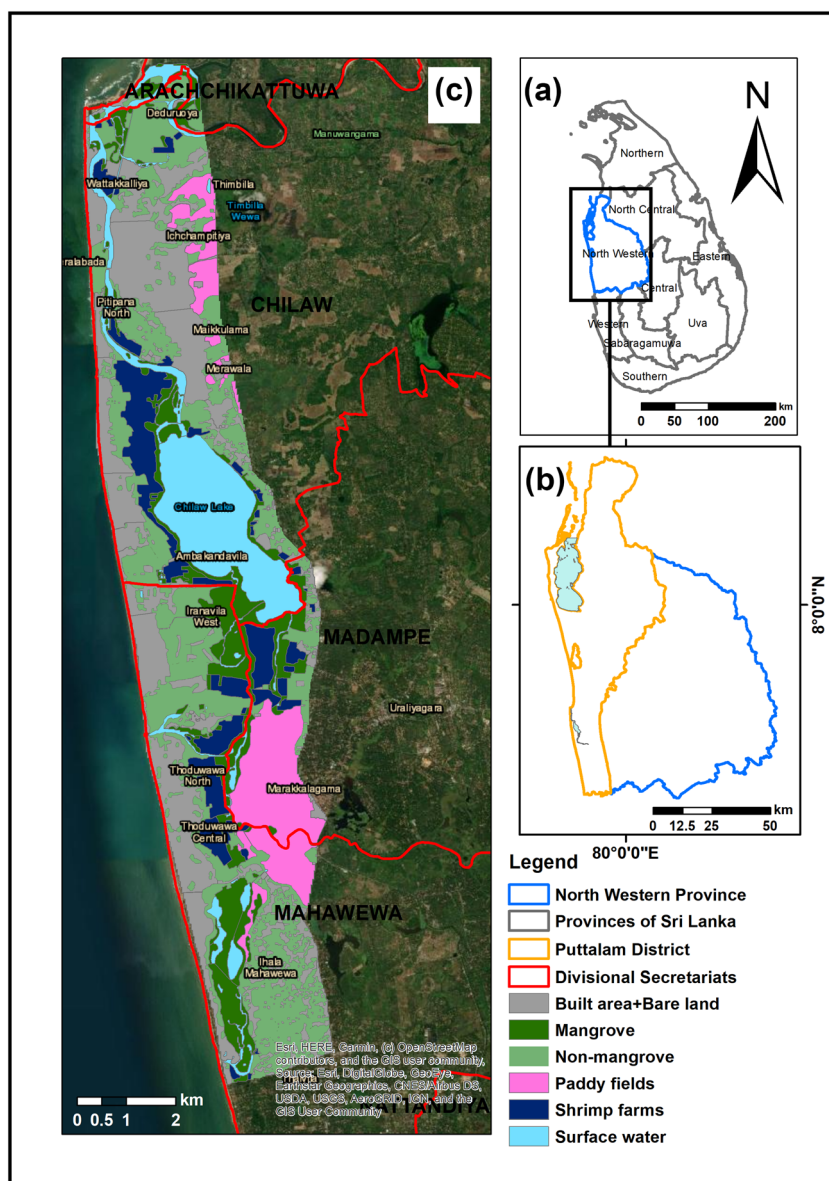 (c)
ARACHCHIKATTUWA
Deduruoya
Manuwangama
Wattakkalliya
Thimbilla
Timbilla
Wewa
Ichchampitiya
eralabada
Pitipana
North
CHILAW
Maikkulama
Merawala
Chilaw Lake
Ambakandavila
Iranavila
West
MADAMPE
Uraliyagara
Thoduwawa
North
Marakkalagama
Thoduwawa
Central
MAHAWEWA
Ihala
Mahawewa
Esri, HERE, Garmin, (c) OpenStreetMap
contributors, and the GIS user community,
Source: Esri, DigitalGlobe, GeoEye,
Earthstar Geographics, CNES/Airbus DS,
USDA, USGS, AeroGRID, IGN, and the
GIS User Community
ATTANDIYA
km
0 0.5 1 2
(a)
N
Northern
North Central
North Western
Eastern
Central
Western
Uva
Sabaragamuwa
Southern
km
0 50 100 200
(b)
8°0'0"N
km
0 12.5 25 50
80°0'0"E
Legend
North Western Province
Provinces of Sri Lanka
Puttalam District
Divisional Secretariats
Built area+Bare land
Mangrove
Non-mangrove
Paddy fields
Shrimp farms
Surface water